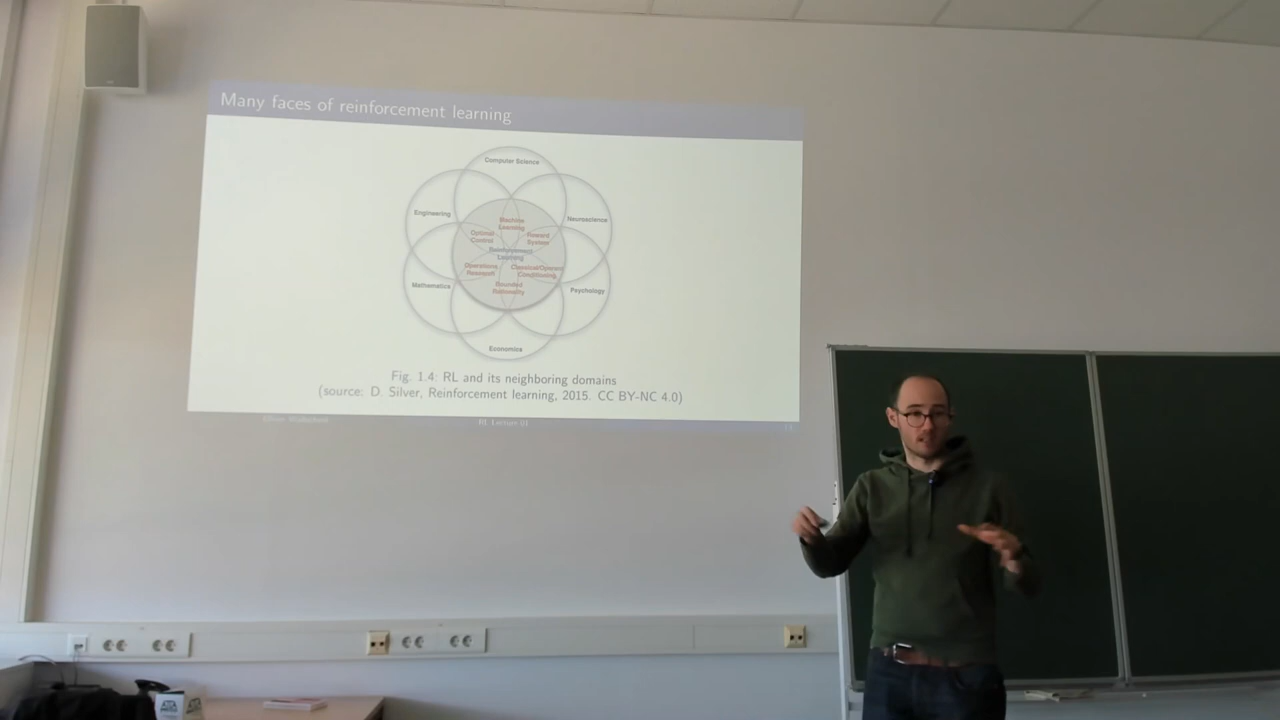 Many faces of reinforcement learning
Computer Science
Engineering
Neuroscience
Machine
Learning
Optimal
Control
Reward
System
Reinforcement
Learning
Operations
Research
Classical/Operant
Conditioning
Bounded
Rationality
Mathematics
Psychology
Economics
Fig. 1.4: RL and its neighboring domains
(source: D. Silver, Reinforcement learning, 2015. CC BY-NC 4.0)
RL Lecture 01